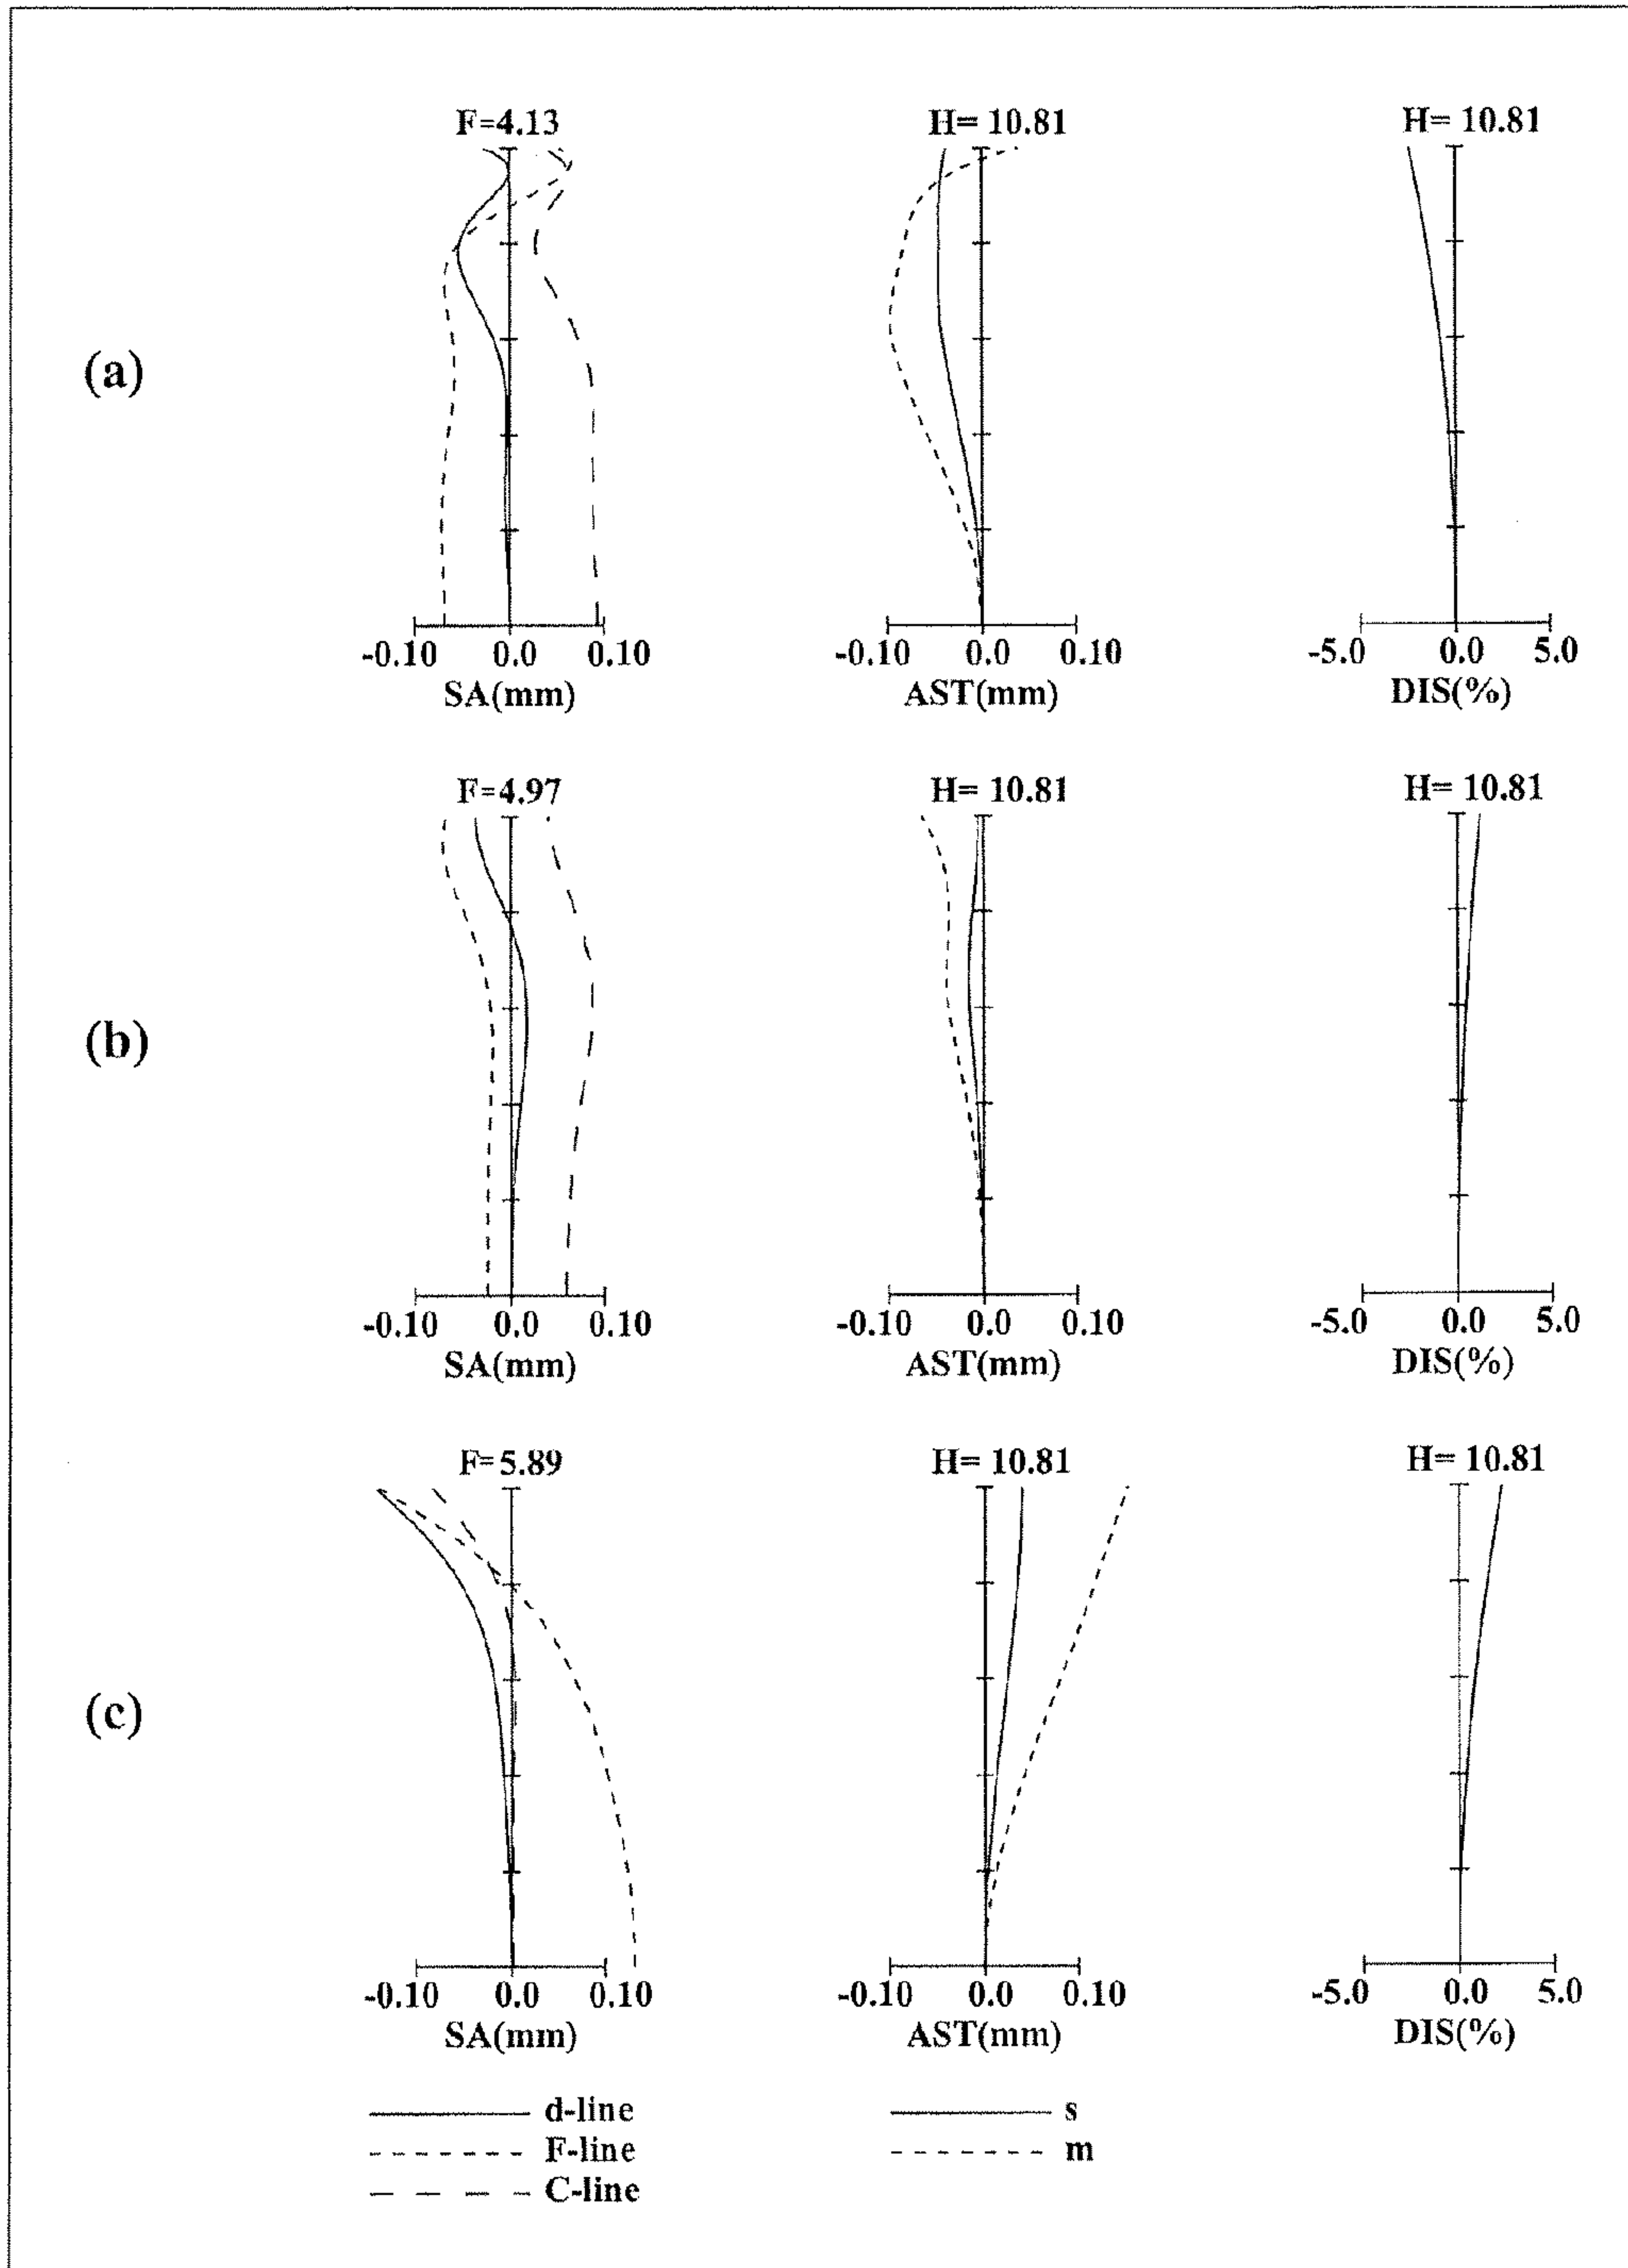 F=4.13 H= 10.81 H= 10.81
(a)
-0.10 0.0 0.10 -0.10 0.0 0.10 -5.0 0.0 5.0
SA(mm) AST(mm) DIS(%)
F=4.97 H= 10.81 H= 10.81
(b)
-0.10 0.0 0.10 -0.10 0.0 0.10 -5.0 0.0 5.0
SA(mm) AST(mm) DIS(%)
F=5.89 H= 10.81 H= 10.81
(c)
-0.10 0.0 0.10 -0.10 0.0 0.10 -5.0 0.0 5.0
SA(mm) AST(mm) DIS(%)
d-line s
F-line m
C-line